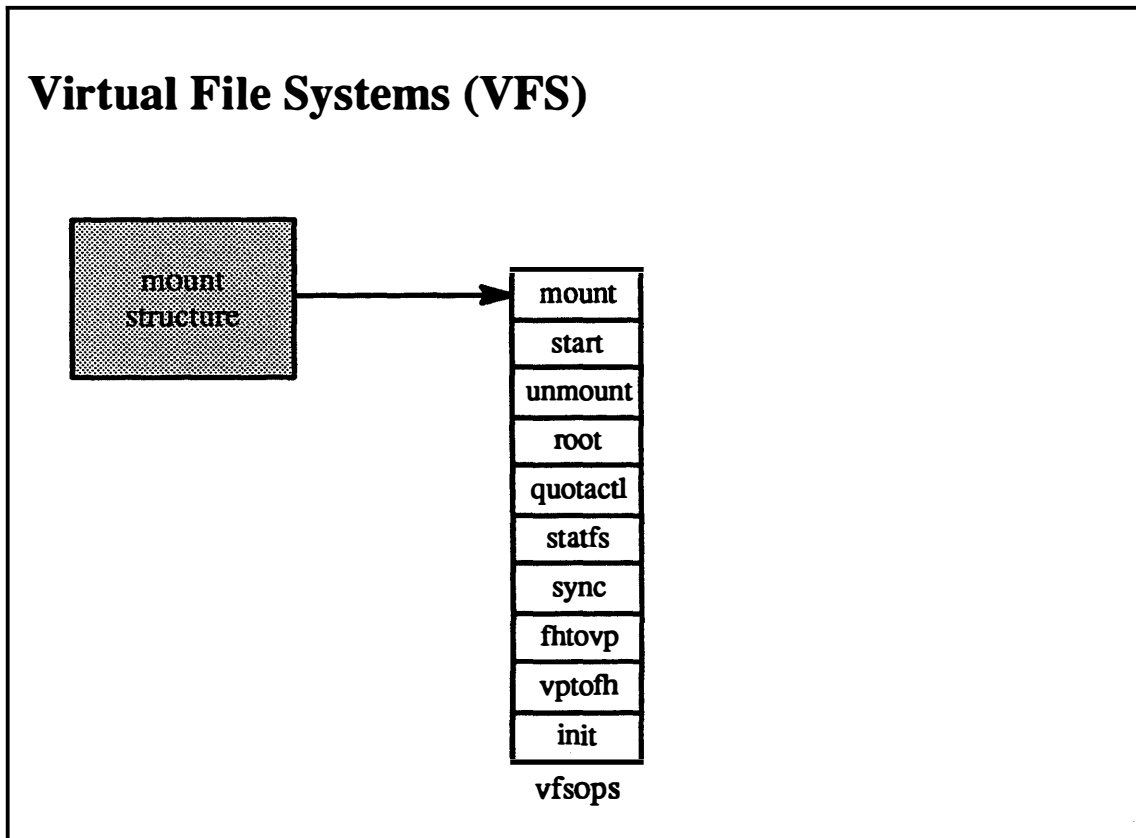 Virtual File Systems (VFS)
mount
structure
mount
start
unmount
root
quotactl
statfs
sync
fhtovp
vptofh
init
vfsops